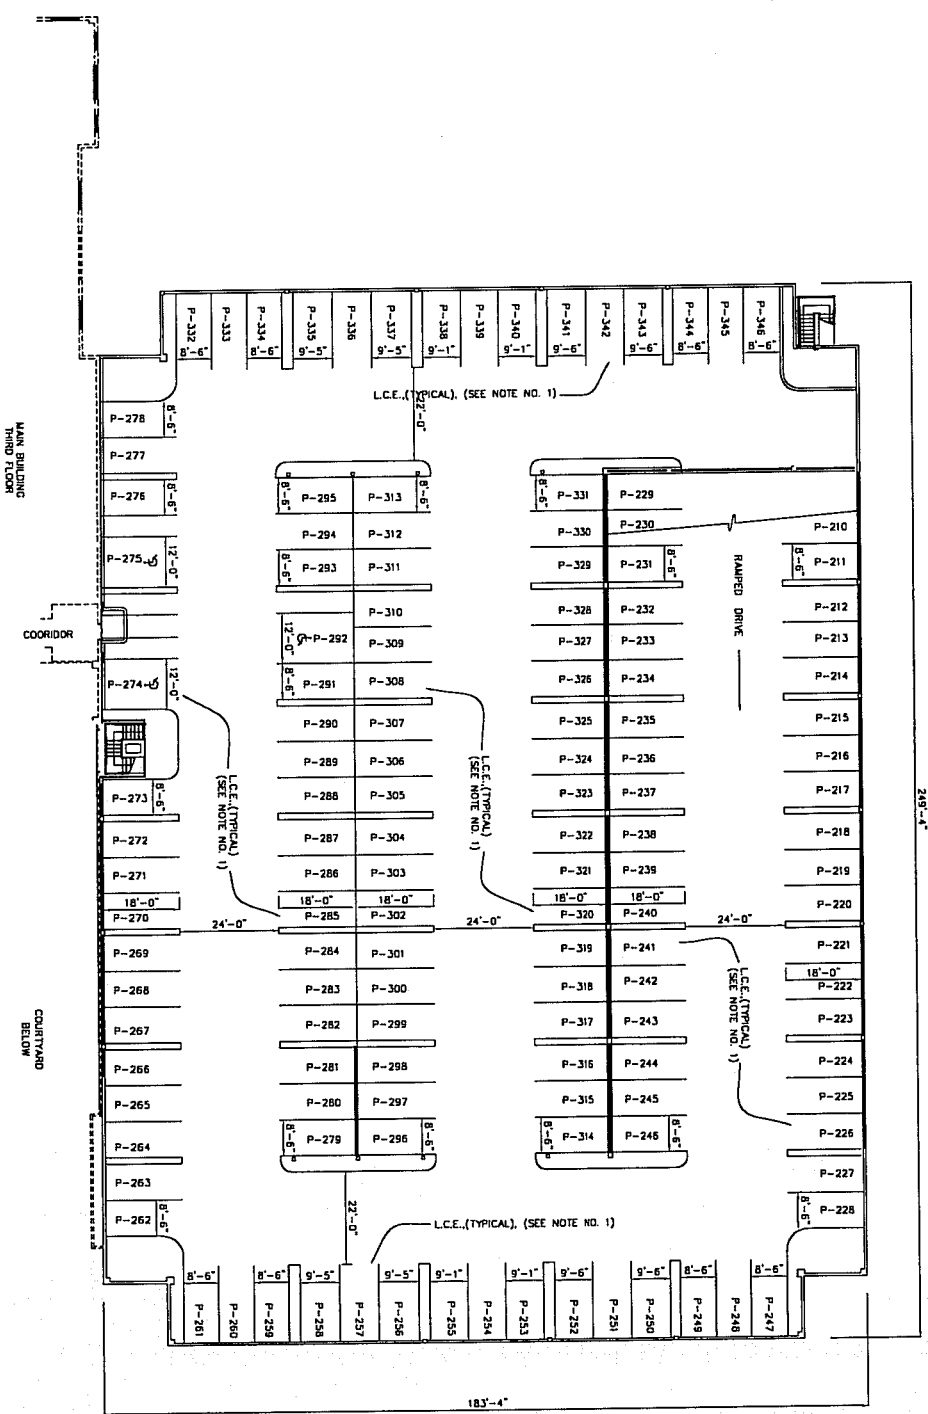 P-332
P-333
P-334
P-335
P-336
P-337
P-338
P-339
P-340
P-341
P-342
P-343
P-344
P-345
P-346
8'-6"
8'-6"
9'-5"
9'-5"
9'-1"
9'-1"
9'-6"
9'-6"
8'-6"
8'-6"
L.C.E.,(TYPICAL), (SEE NOTE NO. 1)
22'-0"
P-278
8'-6"
P-277
P-276
8'-6"
P-275
12'-0"
P-274
12'-0"
P-273
8'-6"
P-272
P-271
18'-0"
P-270
P-269
P-268
P-267
P-266
P-265
P-264
P-263
P-262
8'-6"
MAIN BUILDING
THIRD FLOOR
COORIDOR
COURTYARD
BELOW
L.C.E.,(TYPICAL)
(SEE NOTE NO. 1)
24'-0"
8'-6"
P-295
P-313
8'-6"
P-294
P-312
8'-6"
P-293
P-311
P-310
12'-0"
P-292
P-309
8'-6"
P-291
P-308
P-290
P-307
P-289
P-306
P-288
P-305
P-287
P-304
P-286
P-303
18'-0"
18'-0"
P-285
P-302
P-284
P-301
P-283
P-300
P-282
P-299
P-281
P-298
P-280
P-297
8'-6"
P-279
P-296
8'-6"
L.C.E.,(TYPICAL)
(SEE NOTE NO. 1)
24'-0"
8'-6"
P-331
P-229
P-330
P-230
P-329
P-231
8'-6"
P-328
P-232
P-327
P-233
P-326
P-234
P-325
P-235
P-324
P-236
P-323
P-237
P-322
P-238
P-321
P-239
18'-0"
18'-0"
P-320
P-240
P-319
P-241
P-318
P-242
P-317
P-243
P-316
P-244
P-315
P-245
8'-6"
P-314
P-246
8'-6"
RAMPED DRIVE
24'-0"
L.C.E.,(TYPICAL)
(SEE NOTE NO. 1)
P-210
8'-6"
P-211
P-212
P-213
P-214
P-215
P-216
P-217
P-218
P-219
P-220
P-221
18'-0"
P-222
P-223
P-224
P-225
P-226
P-227
8'-6"
P-228
249'-4"
22'-0"
L.C.E.,(TYPICAL), (SEE NOTE NO. 1)
8'-6"
8'-6"
9'-5"
9'-5"
9'-1"
9'-1"
9'-6"
9'-6"
8'-6"
8'-6"
P-261
P-260
P-259
P-258
P-257
P-256
P-255
P-254
P-253
P-252
P-251
P-250
P-249
P-248
P-247
183'-4"